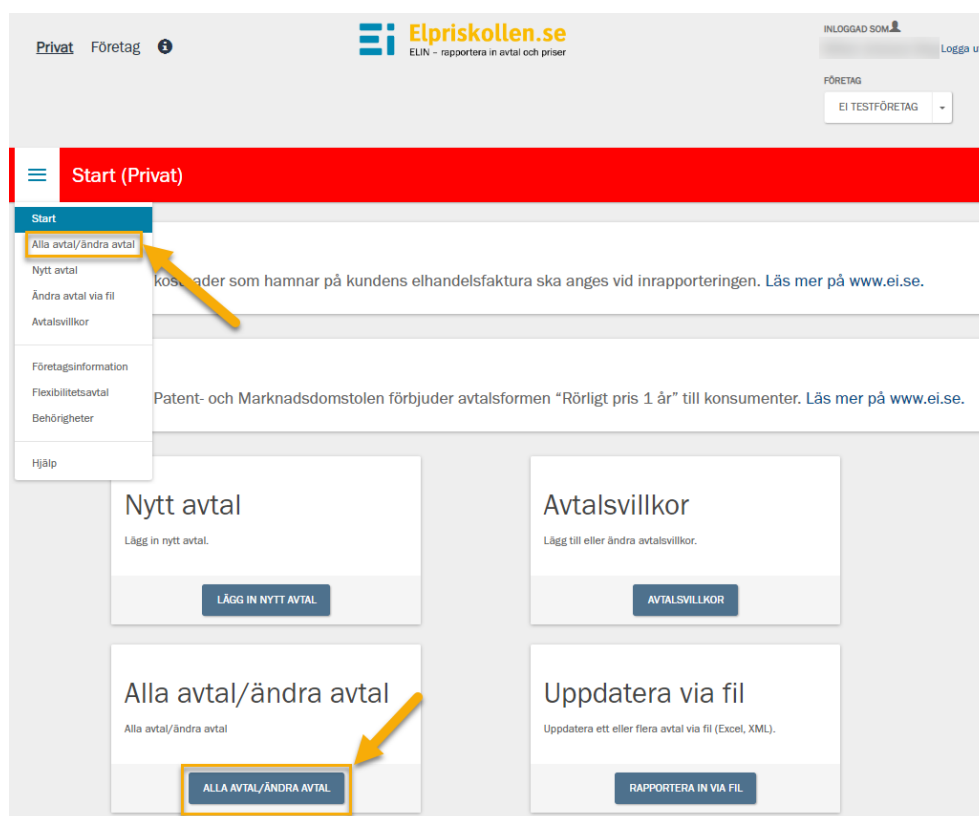 Privat Företag
Elpriskollen.se
ELIN – rapportera in avtal och priser
INLOGGAD SOM
Logga u
FÖRETAG
EI TESTFÖRETAG
Start (Privat)
Start
Alla avtal/ändra avtal
Nytt avtal
Ändra avtal via fil
Avtalsvillkor
Företagsinformation
Flexibilitetsavtal
Behörigheter
Hjälp
kostnader som hamnar på kundens elhandelsfaktura ska anges vid inrapporteringen. Läs mer på www.ei.se.
Patent- och Marknadsdomstolen förbjuder avtalsformen “Rörligt pris 1 år” till konsumenter. Läs mer på www.ei.se.
Nytt avtal
Lägg in nytt avtal.
LÄGG IN NYTT AVTAL
Avtalsvillkor
Lägg till eller ändra avtalsvillkor.
AVTALSVILLKOR
Alla avtal/ändra avtal
Alla avtal/ändra avtal
ALLA AVTAL/ÄNDRA AVTAL
Uppdatera via fil
Uppdatera ett eller flera avtal via fil (Excel, XML).
RAPPORTERA IN VIA FIL